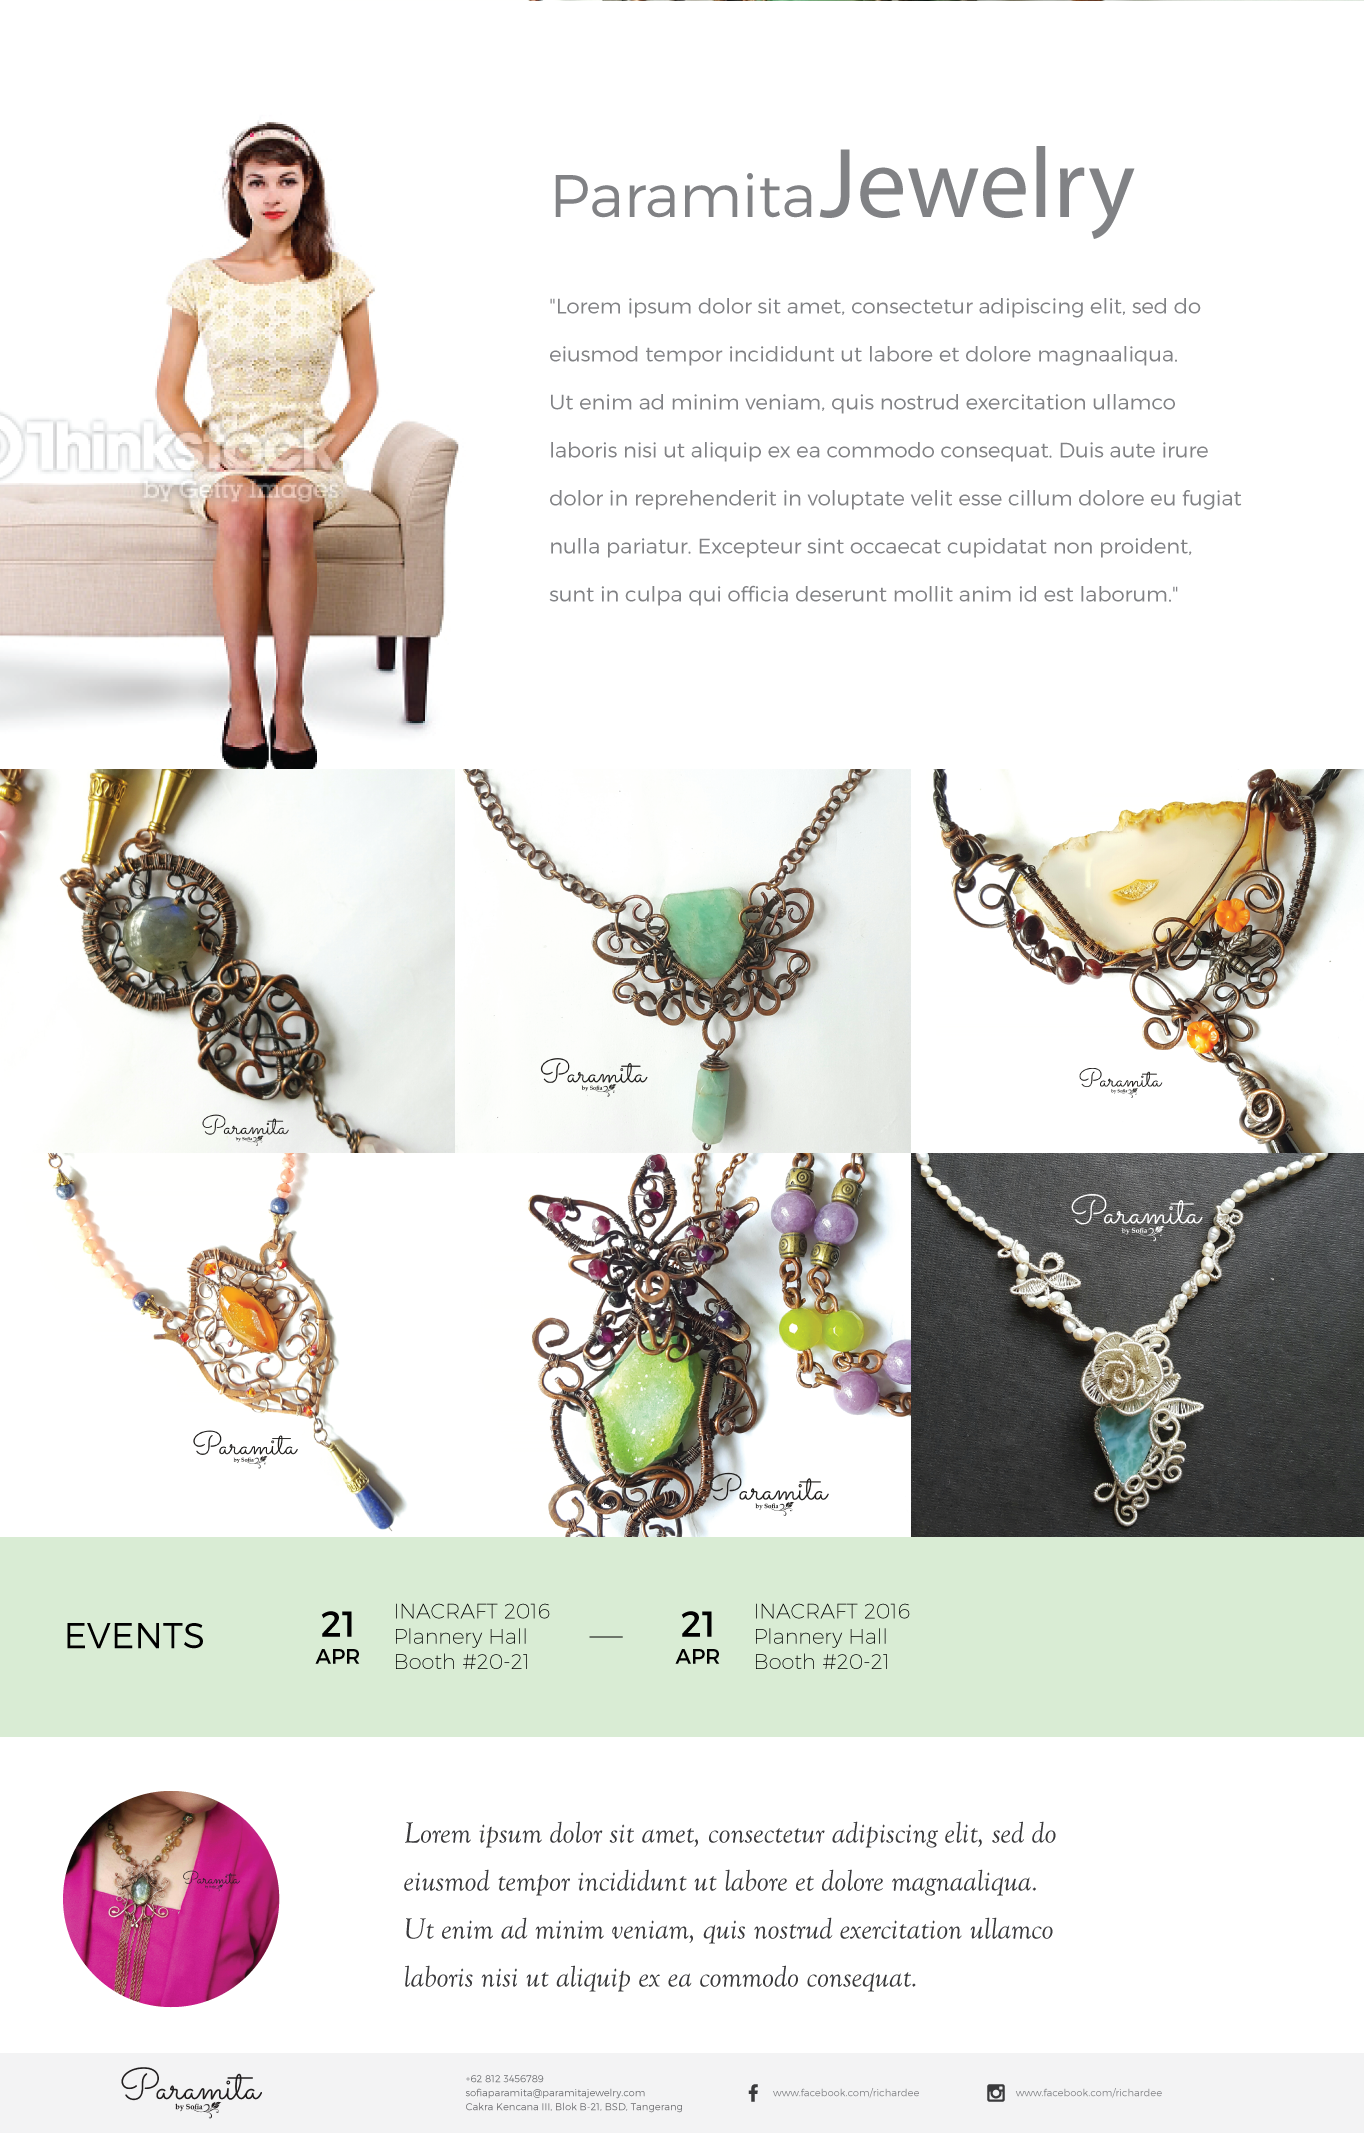 Paramita Jewelry
"Lorem ipsum dolor sit amet, consectetur adipiscing elit, sed do
eiusmod tempor incididunt ut labore et dolore magnaaliqua.
Ut enim ad minim veniam, quis nostrud exercitation ullamco
laboris nisi ut aliquip ex ea commodo consequat. Duis aute irure
dolor in reprehenderit in voluptate velit esse cillum dolore eu fugiat
nulla pariatur. Excepteur sint occaecat cupidatat non proident,
sunt in culpa qui officia deserunt mollit anim id est laborum."
Thinkstock
by Getty Images
Paramita
by Sofia
Paramita
by Sofia
Paramita
by Sofia
Paramita
by Sofia
Paramita
by Sofia
Paramita
by Sofia
EVENTS
21
APR
INACRAFT 2016
Plannery Hall
Booth #20-21
21
APR
INACRAFT 2016
Plannery Hall
Booth #20-21
Paramita
Lorem ipsum dolor sit amet, consectetur adipiscing elit, sed do
eiusmod tempor incididunt ut labore et dolore magnaaliqua.
Ut enim ad minim veniam, quis nostrud exercitation ullamco
laboris nisi ut aliquip ex ea commodo consequat.
Paramita
by Sofia
+62 812 3456789
sofiaparamita@paramitajewelry.com
Cakra Kencana III, Blok B-21, BSD, Tangerang
www.facebook.com/richardee
www.facebook.com/richardee